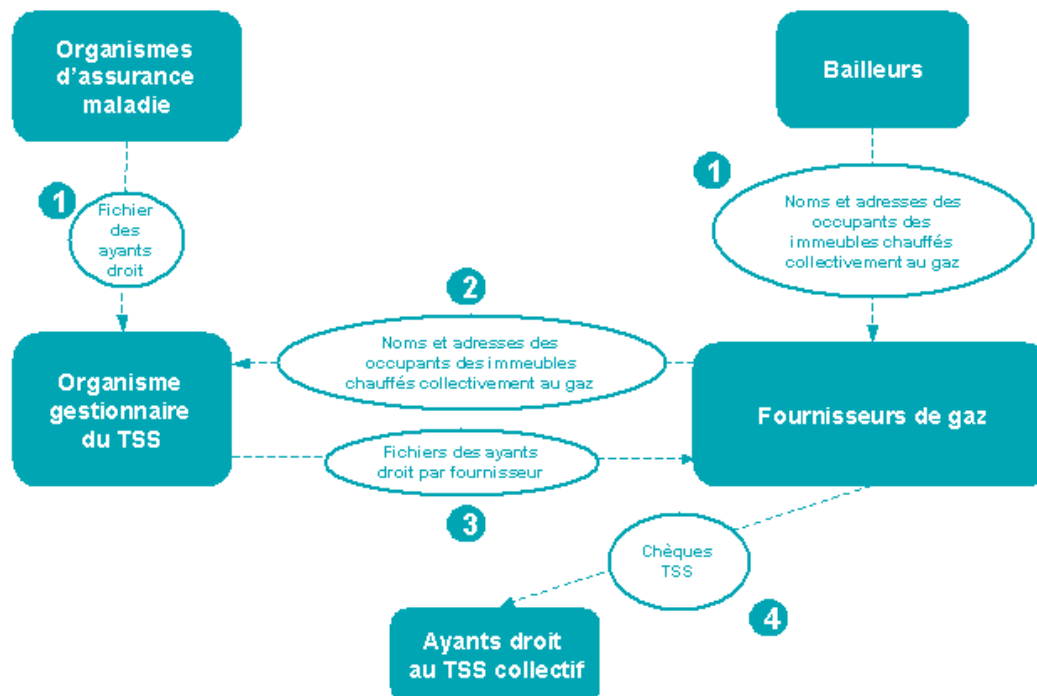 Organismes
d'assurance
maladie
Bailleurs
1
Fichier
des
ayants
droit
1
Noms et adresses des
occupants des
immeubles chauffés
collectivement au gaz
2
Noms et adresses des
occupants des immeubles
chauffés collectivement au gaz
Organisme
gestionnaire
du TSS
Fournisseurs de gaz
Fichiers des ayants
droit par fournisseur
3
Chèques
TSS
4
Ayants droit
au TSS collectif